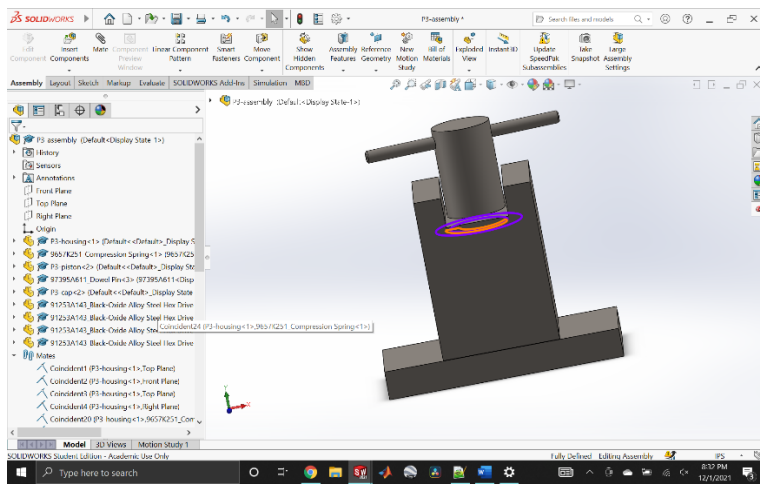 SOLIDWORKS
P3-assembly *
Search files and models
Edit Component
Insert Components
Mate
Component Preview Window
Linear Component Pattern
Smart Fasteners
Move Component
Show Hidden Components
Assembly Features
Reference Geometry
New Motion Study
Bill of Materials
Exploded View
Instant3D
Update SpeedPak Subassemblies
Take Snapshot
Large Assembly Settings
Assembly Layout Sketch Markup Evaluate SOLIDWORKS Add-Ins Simulation MBD
P3-assembly (Default<Display State-1>)
P3 assembly (Default<Display State 1>)
History
Sensors
Annotations
Front Plane
Top Plane
Right Plane
Origin
P3-housing<1> (Default<<Default>_Display S
9657K251 Compression Spring<1> (9657K25
P3 piston<2> (Default<<Default>_Display Sta
97395A611_Dowel Pin<3> (97395A611<Disp
P3 cap<2> (Default<<Default>_Display State
91253A143_Black-Oxide Alloy Steel Hex Drive
91253A143_Black-Oxide Alloy Steel Hex Drive
91253A143_Black-Oxide Alloy Ste
Coincident24 (P3-housing<1>,9657K251 Compression Spring<1>)
91253A143_Black-Oxide Alloy Steel Hex Drive
Mates
Coincident1 (P3-housing<1>,Top Plane)
Coincident2 (P3-housing<1>,Front Plane)
Coincident3 (P3-housing<1>,Top Plane)
Coincident4 (P3-housing<1>,Right Plane)
Coincident20 (P3 housing<1>,9657K251_Com
Model 3D Views Motion Study 1
SOLIDWORKS Student Edition - Academic Use Only
Fully Defined Editing Assembly IPS
Type here to search
8:32 PM
12/1/2021